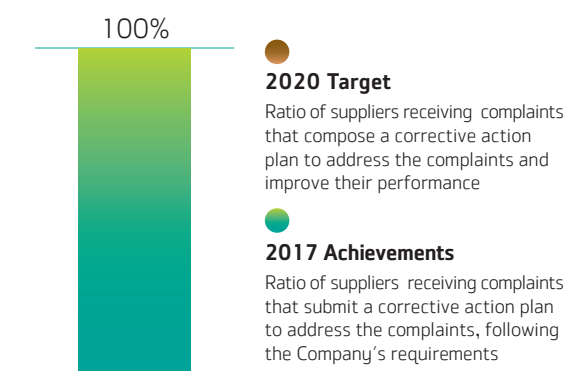 100%
2020 Target
Ratio of suppliers receiving complaints
that compose a corrective action
plan to address the complaints and
improve their performance
2017 Achievements
Ratio of suppliers receiving complaints
that submit a corrective action plan
to address the complaints, following
the Company's requirements